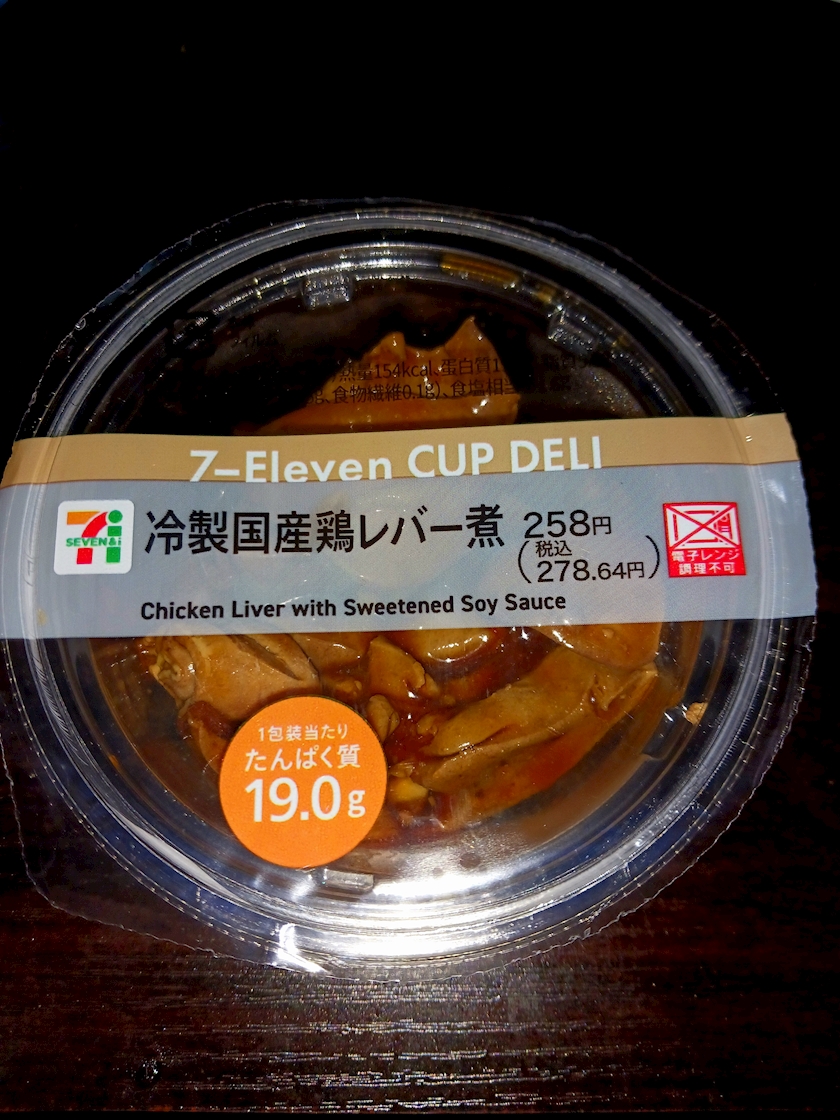 熱量154kcal、蛋白質1
食物繊維0.1g)、食塩相当
7-Eleven CUP DELI
SEVEN&i
冷製国産鶏レバー煮
258円
(税込
278.64円)
電子レンジ
調理不可
Chicken Liver with Sweetened Soy Sauce
1包装当たり
たんぱく質
19.0g